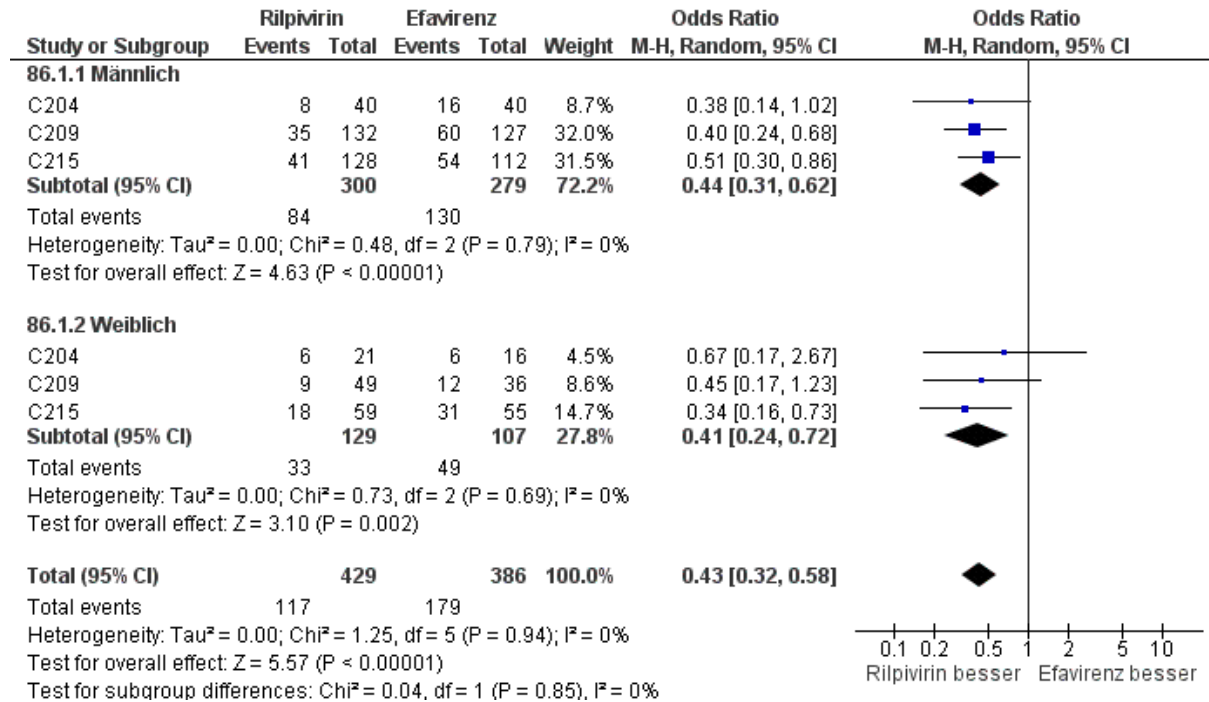 Rilpivirin Efavirenz Odds Ratio Odds Ratio
Study or Subgroup Events Total Events Total Weight M-H, Random, 95% CI M-H, Random, 95% CI
86.1.1 Männlich
C204 8 40 16 40 8.7% 0.38 [0.14, 1.02]
C209 35 132 60 127 32.0% 0.40 [0.24, 0.68]
C215 41 128 54 112 31.5% 0.51 [0.30, 0.86]
Subtotal (95% CI) 300 279 72.2% 0.44 [0.31, 0.62]
Total events 84 130
Heterogeneity: Tau² = 0.00; Chi² = 0.48, df = 2 (P = 0.79); I² = 0%
Test for overall effect: Z = 4.63 (P < 0.00001)
86.1.2 Weiblich
C204 6 21 6 16 4.5% 0.67 [0.17, 2.67]
C209 9 49 12 36 8.6% 0.45 [0.17, 1.23]
C215 18 59 31 55 14.7% 0.34 [0.16, 0.73]
Subtotal (95% CI) 129 107 27.8% 0.41 [0.24, 0.72]
Total events 33 49
Heterogeneity: Tau² = 0.00; Chi² = 0.73, df = 2 (P = 0.69); I² = 0%
Test for overall effect: Z = 3.10 (P = 0.002)
Total (95% CI) 429 386 100.0% 0.43 [0.32, 0.58]
Total events 117 179
Heterogeneity: Tau² = 0.00; Chi² = 1.25, df = 5 (P = 0.94); I² = 0%
Test for overall effect: Z = 5.57 (P < 0.00001)
Test for subgroup differences: Chi² = 0.04, df = 1 (P = 0.85), I² = 0%
0.1 0.2 0.5 1 2 5 10
Rilpivirin besser Efavirenz besser